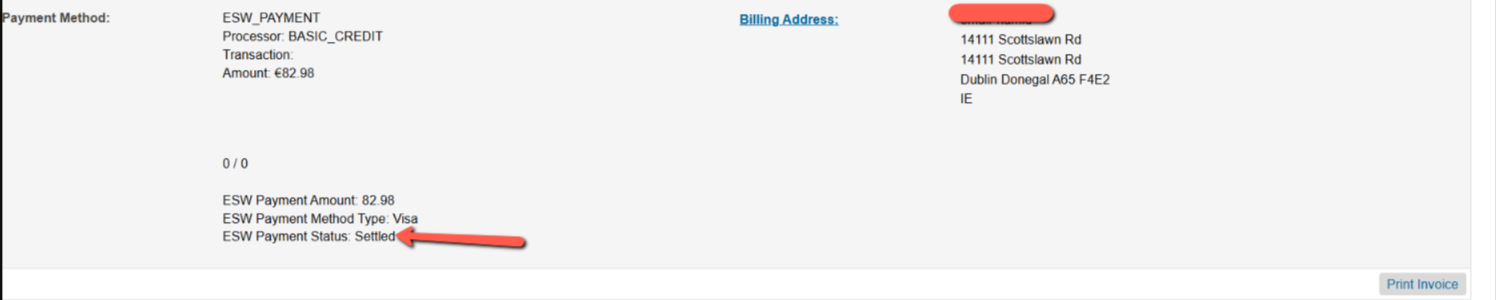 Payment Method:
ESW_PAYMENT
Processor: BASIC_CREDIT
Transaction:
Amount: €82.98
0 / 0
ESW Payment Amount: 82.98
ESW Payment Method Type: Visa
ESW Payment Status: Settled
Billing Address:
14111 Scottslawn Rd
14111 Scottslawn Rd
Dublin Donegal A65 F4E2
IE
Print Invoice